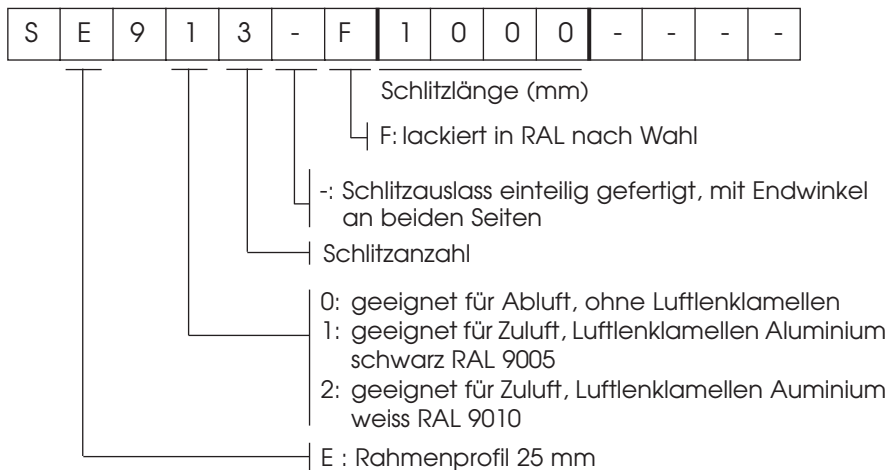 S E 9 1 3 - F 1 0 0 0 - - - -
Schlitzlänge (mm)
F: lackiert in RAL nach Wahl
-: Schlitzauslass einteilig gefertigt, mit Endwinkel
an beiden Seiten
Schlitzanzahl
0: geeignet für Abluft, ohne Luftlenklamellen
1: geeignet für Zuluft, Luftlenklamellen Aluminium
schwarz RAL 9005
2: geeignet für Zuluft, Luftlenklamellen Auminium
weiss RAL 9010
E : Rahmenprofil 25 mm